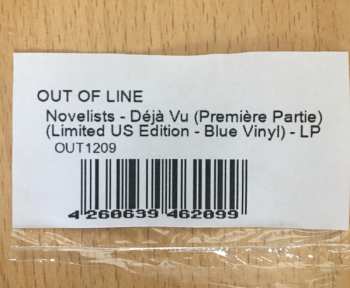 OUT OF LINE
Novelists - Déjà Vu (Première Partie)
(Limited US Edition - Blue Vinyl) - LP
OUT1209
4 260639 462099